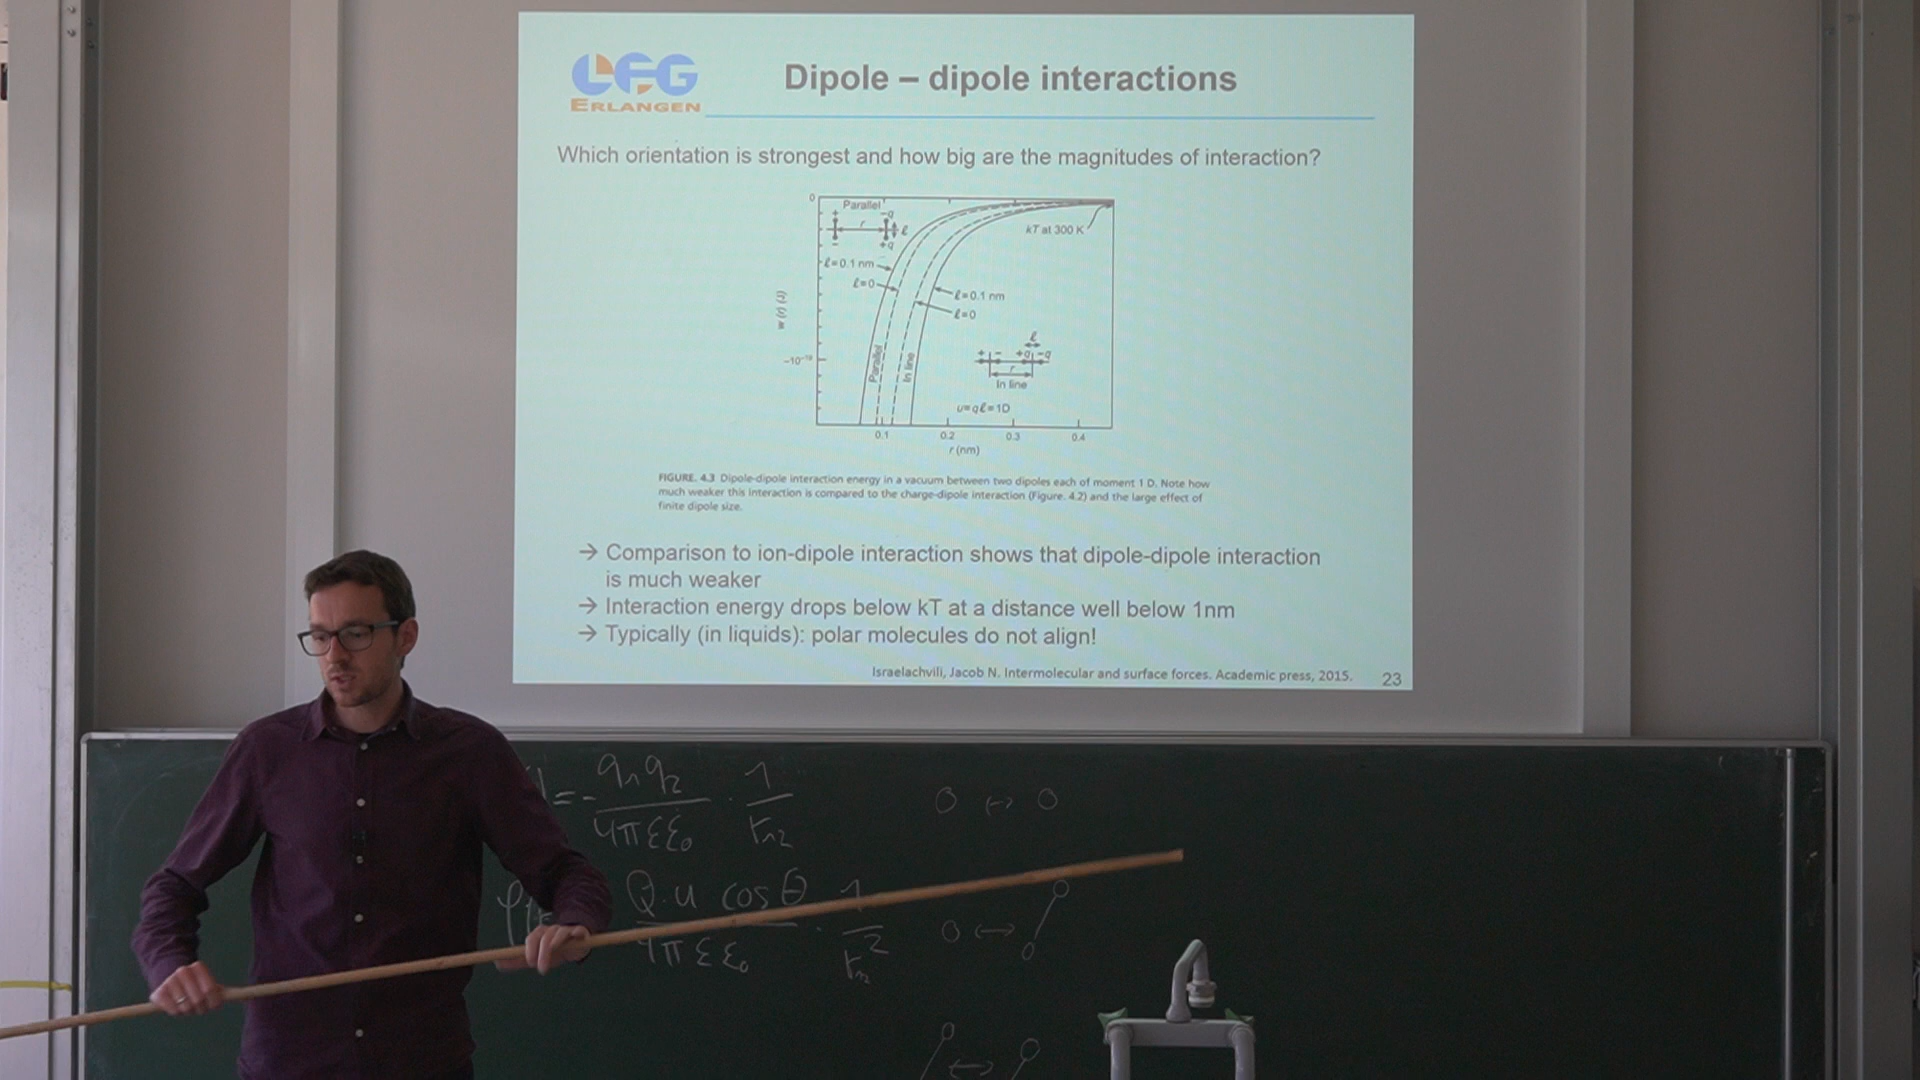 LFG
ERLANGEN
Dipole – dipole interactions
Which orientation is strongest and how big are the magnitudes of interaction?
0
Parallel
+
-q
r
ℓ
-
+q
kT at 300 K
ℓ=0.1 nm
ℓ=0
ℓ=0.1 nm
ℓ=0
w (r) (J)
-10⁻¹⁹
Parallel
In line
ℓ
+ - +q -q
r
In line
u=qℓ=1D
0.1 0.2 0.3 0.4
r (nm)
FIGURE. 4.3 Dipole-dipole interaction energy in a vacuum between two dipoles each of moment 1 D. Note how
much weaker this interaction is compared to the charge-dipole interaction (Figure. 4.2) and the large effect of
finite dipole size.
→ Comparison to ion-dipole interaction shows that dipole-dipole interaction
is much weaker
→ Interaction energy drops below kT at a distance well below 1nm
→ Typically (in liquids): polar molecules do not align!
Israelachvili, Jacob N. Intermolecular and surface forces. Academic press, 2015.
23
= - q₁q₂ / 4πεε₀ · 1 / r₁₂
Q·u cosθ / 4πεε₀ · 1 / r₁₂²